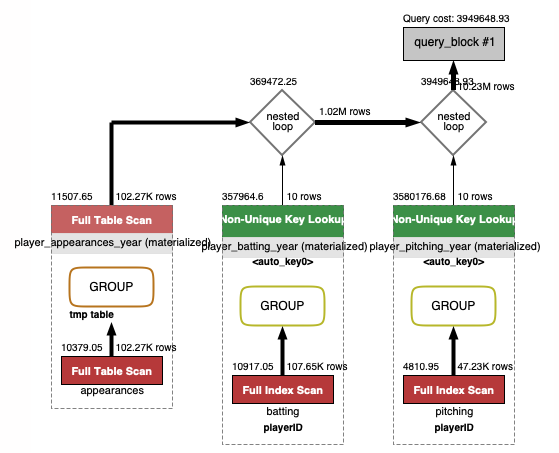 Query cost: 3949648.93
query_block #1
369472.25
3949648.93
10.23M rows
nested
loop
1.02M rows
nested
loop
11507.65
102.27K rows
357964.6
10 rows
3580176.68
10 rows
Full Table Scan
Non-Unique Key Lookup
Non-Unique Key Lookup
player_appearances_year (materialized)
player_batting_year (materialized)
player_pitching_year (materialized)
<auto_key0>
<auto_key0>
GROUP
GROUP
GROUP
tmp table
10379.05
102.27K rows
10917.05
107.65K rows
4810.95
47.23K rows
Full Table Scan
Full Index Scan
Full Index Scan
appearances
batting
pitching
playerID
playerID